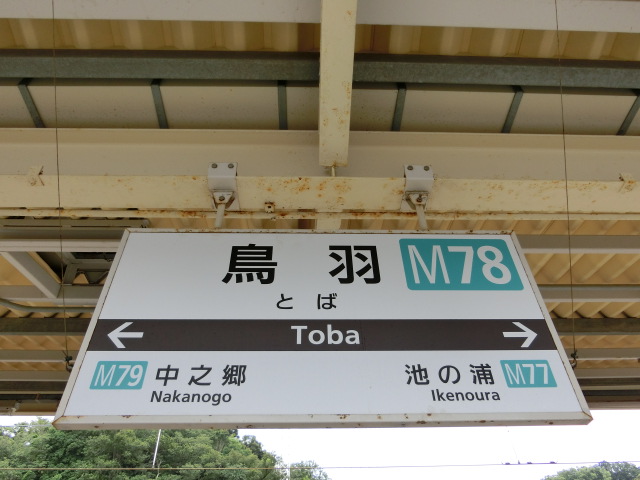 鳥羽 M78
とば
← Toba →
M79 中之郷
Nakanogo
池の浦 M77
Ikenoura